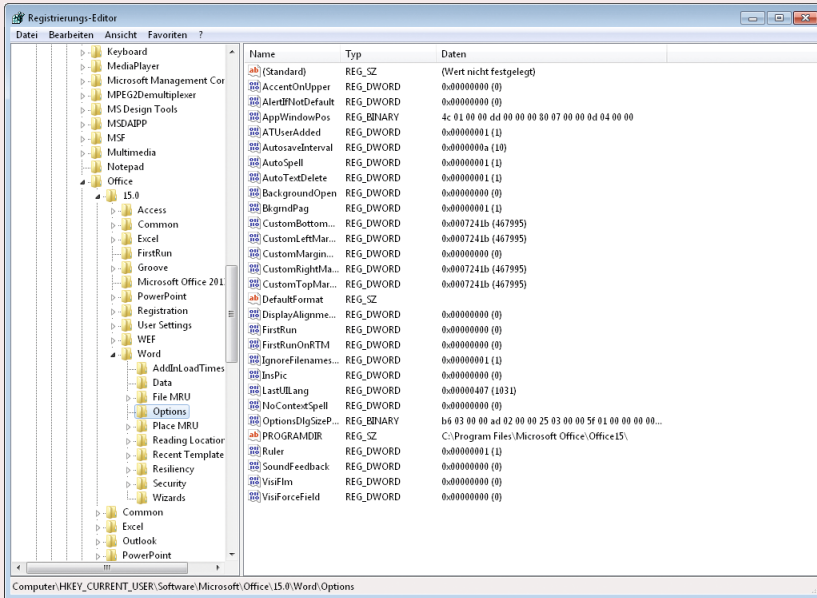 Registrierungs-Editor
Datei Bearbeiten Ansicht Favoriten ?
Keyboard
MediaPlayer
Microsoft Management Cor
MPEG2Demultiplexer
MS Design Tools
MSDAIPP
MSF
Multimedia
Notepad
Office
15.0
Access
Common
Excel
FirstRun
Groove
Microsoft Office 201
PowerPoint
Registration
User Settings
WEF
Word
AddInLoadTimes
Data
File MRU
Options
Place MRU
Reading Location
Recent Template
Resiliency
Security
Wizards
Common
Excel
Outlook
PowerPoint
Name Typ Daten
(Standard) REG_SZ (Wert nicht festgelegt)
AccentOnUpper REG_DWORD 0x00000000 (0)
AlertIfNotDefault REG_DWORD 0x00000000 (0)
AppWindowPos REG_BINARY 4c 01 00 00 dd 00 00 00 80 07 00 00 0d 04 00 00
ATUserAdded REG_DWORD 0x00000001 (1)
AutosaveInterval REG_DWORD 0x0000000a (10)
AutoSpell REG_DWORD 0x00000001 (1)
AutoTextDelete REG_DWORD 0x00000001 (1)
BackgroundOpen REG_DWORD 0x00000000 (0)
BkgrndPag REG_DWORD 0x00000001 (1)
CustomBottom... REG_DWORD 0x0007241b (467995)
CustomLeftMar... REG_DWORD 0x0007241b (467995)
CustomMargin... REG_DWORD 0x00000000 (0)
CustomRightMa... REG_DWORD 0x0007241b (467995)
CustomTopMar... REG_DWORD 0x0007241b (467995)
DefaultFormat REG_SZ
DisplayAlignme... REG_DWORD 0x00000000 (0)
FirstRun REG_DWORD 0x00000000 (0)
FirstRunOnRTM REG_DWORD 0x00000000 (0)
IgnoreFilenames... REG_DWORD 0x00000001 (1)
InsPic REG_DWORD 0x00000000 (0)
LastUILang REG_DWORD 0x00000407 (1031)
NoContextSpell REG_DWORD 0x00000000 (0)
OptionsDlgSizeP... REG_BINARY b6 03 00 00 ad 02 00 00 25 03 00 00 5f 01 00 00 00 00...
PROGRAMDIR REG_SZ C:\Program Files\Microsoft Office\Office15\
Ruler REG_DWORD 0x00000001 (1)
SoundFeedback REG_DWORD 0x00000000 (0)
VisiFlm REG_DWORD 0x00000000 (0)
VisiForceField REG_DWORD 0x00000000 (0)
Computer\HKEY_CURRENT_USER\Software\Microsoft\Office\15.0\Word\Options